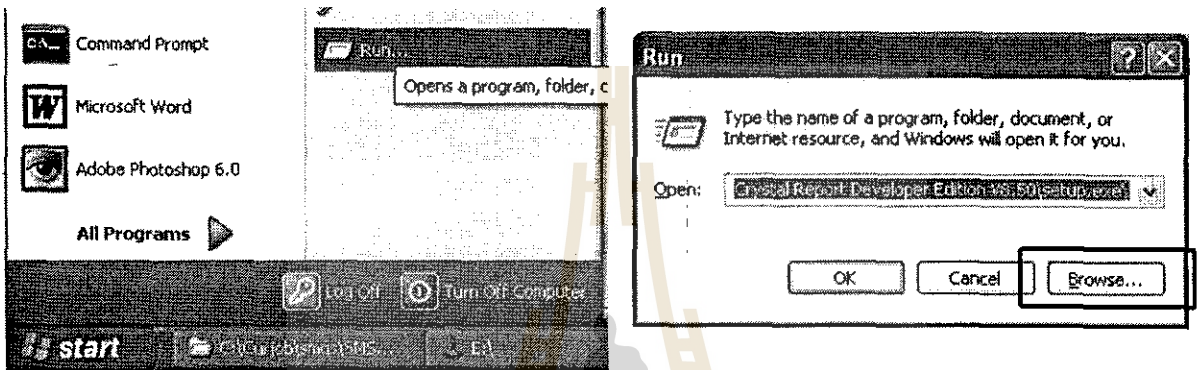 Command Prompt
Microsoft Word
Adobe Photoshop 6.0
All Programs
Run...
Opens a program, folder,
Log Off
Turn Off Computer
start
E:\
Run
Type the name of a program, folder, document, or
Internet resource, and Windows will open it for you.
Open:
Crystal Report Developer Edition V8.50\setup.exe"
OK
Cancel
Browse...